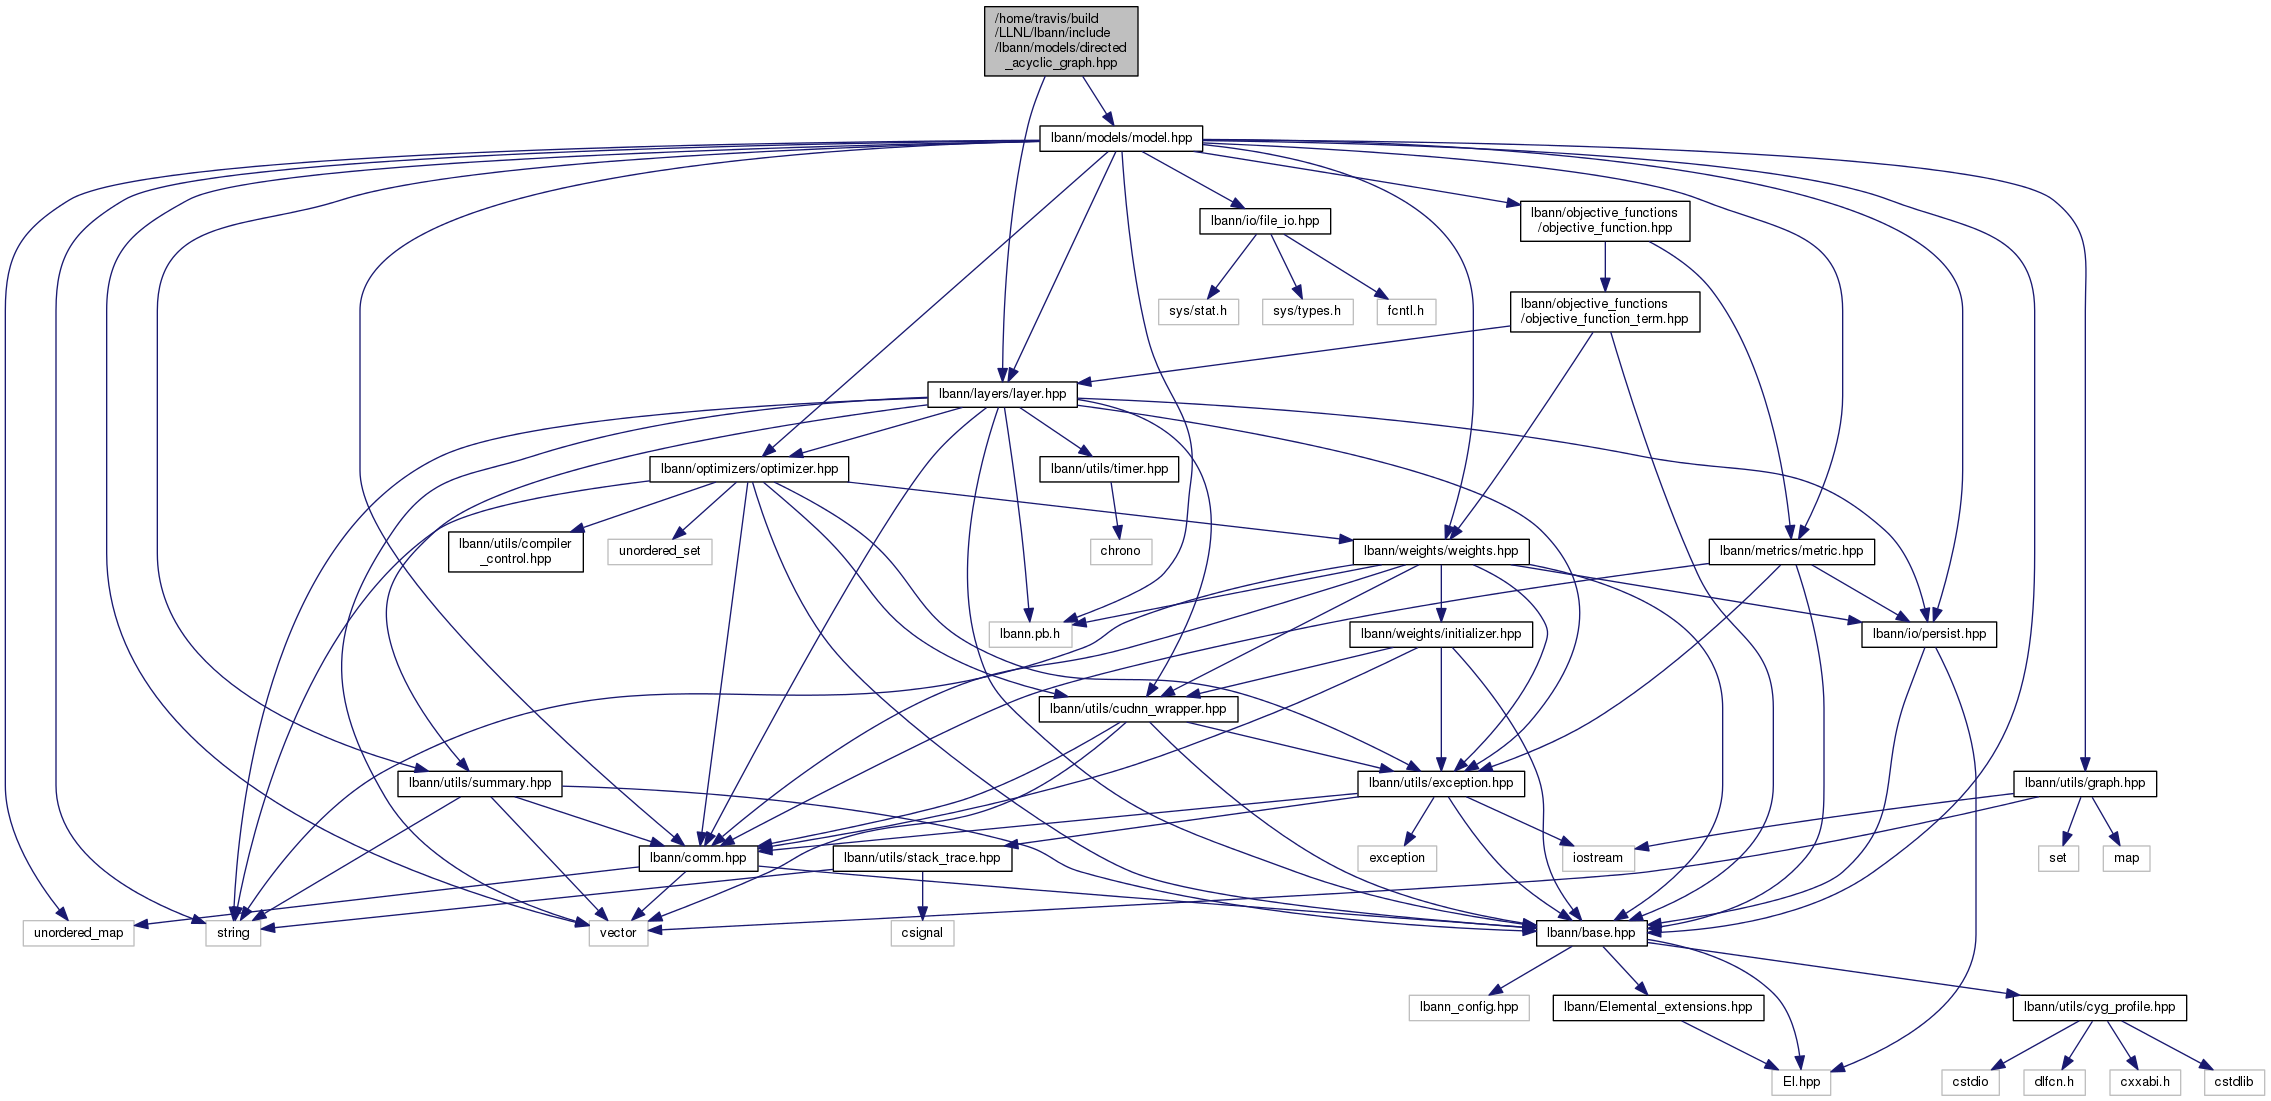 /home/travis/build
/LLNL/lbann/include
/lbann/models/directed
_acyclic_graph.hpp
lbann/models/model.hpp
lbann/io/file_io.hpp
lbann/objective_functions
/objective_function.hpp
sys/stat.h
sys/types.h
fcntl.h
lbann/objective_functions
/objective_function_term.hpp
lbann/layers/layer.hpp
lbann/optimizers/optimizer.hpp
lbann/utils/timer.hpp
lbann/utils/compiler
_control.hpp
unordered_set
chrono
lbann/weights/weights.hpp
lbann/metrics/metric.hpp
lbann.pb.h
lbann/weights/initializer.hpp
lbann/io/persist.hpp
lbann/utils/cudnn_wrapper.hpp
lbann/utils/summary.hpp
lbann/utils/exception.hpp
lbann/utils/graph.hpp
lbann/comm.hpp
lbann/utils/stack_trace.hpp
exception
iostream
set
map
unordered_map
string
vector
csignal
lbann/base.hpp
lbann_config.hpp
lbann/Elemental_extensions.hpp
lbann/utils/cyg_profile.hpp
El.hpp
cstdio
dlfcn.h
cxxabi.h
cstdlib